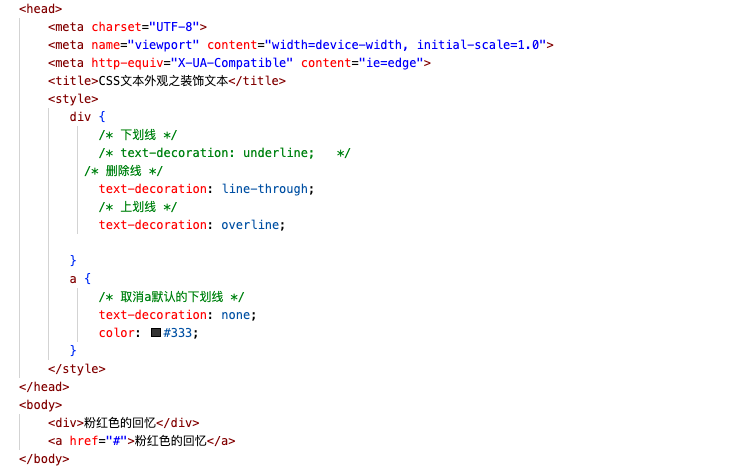 <head>
<meta charset="UTF-8">
<meta name="viewport" content="width=device-width, initial-scale=1.0">
<meta http-equiv="X-UA-Compatible" content="ie=edge">
<title>CSS文本外观之装饰文本</title>
<style>
div {
/* 下划线 */
/* text-decoration: underline;   */
/* 删除线 */
text-decoration: line-through;
/* 上划线 */
text-decoration: overline;
}
a {
/* 取消a默认的下划线 */
text-decoration: none;
color: #333;
}
</style>
</head>
<body>
<div>粉红色的回忆</div>
<a href="#">粉红色的回忆</a>
</body>